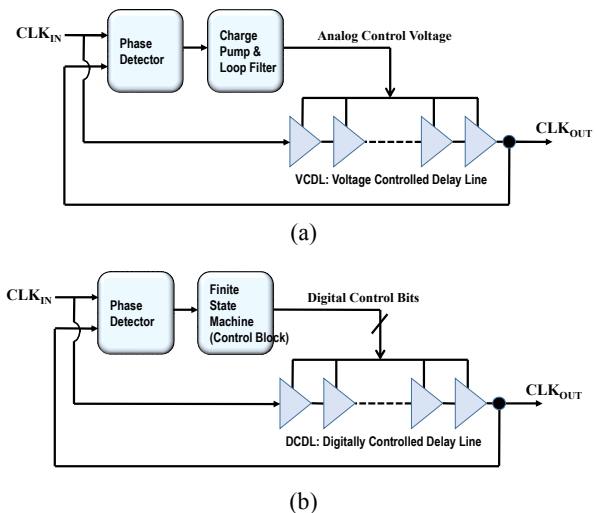 CLK_IN
Phase
Detector
Charge
Pump &
Loop Filter
Analog Control Voltage
CLK_OUT
VCDL: Voltage Controlled Delay Line
(a)
CLK_IN
Phase
Detector
Finite
State
Machine
(Control Block)
Digital Control Bits
CLK_OUT
DCDL: Digitally Controlled Delay Line
(b)